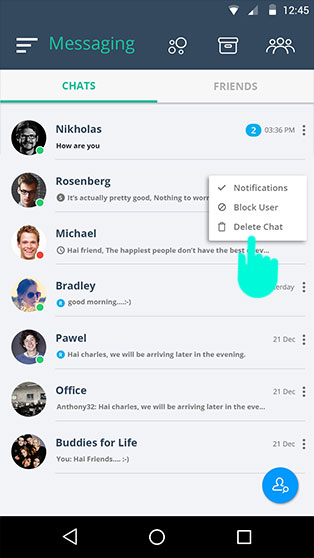 12:45
Messaging
CHATS
FRIENDS
Nikholas
2 03:36 PM
How are you
Rosenberg
S It's actually pretty good, Nothing to wor
Notifications
Block User
Delete Chat
Michael
Hai friend, The happiest people don't have the best of ev...
Bradley
K good morning....:-)
Pawel
21 Dec
K Hai charles, we will be arriving later in the evening.
Office
21 Dec
Anthony32: Hai charles, we will be arriving later in the eve...
Buddies for Life
21 Dec
You: Hai Friends.... :-)